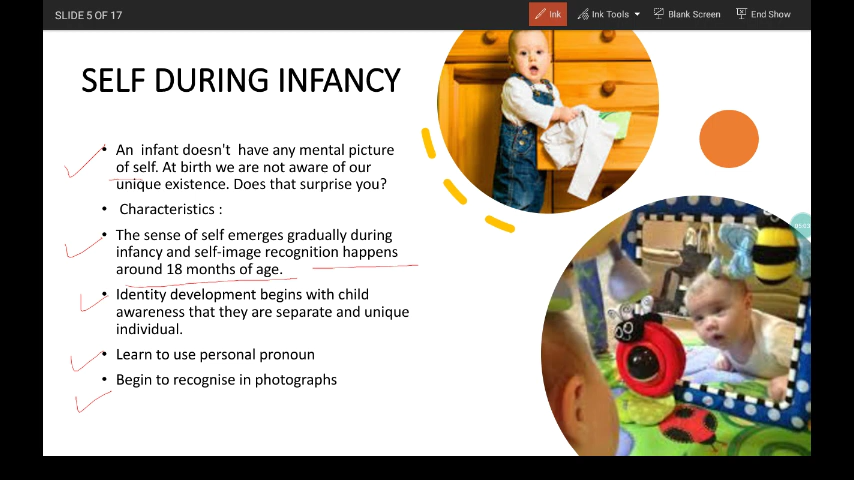 SLIDE 5 OF 17
Ink
Ink Tools
Blank Screen
End Show
SELF DURING INFANCY
• An infant doesn't have any mental picture
of self. At birth we are not aware of our
unique existence. Does that surprise you?
• Characteristics :
• The sense of self emerges gradually during
infancy and self-image recognition happens
around 18 months of age.
• Identity development begins with child
awareness that they are separate and unique
individual.
• Learn to use personal pronoun
• Begin to recognise in photographs